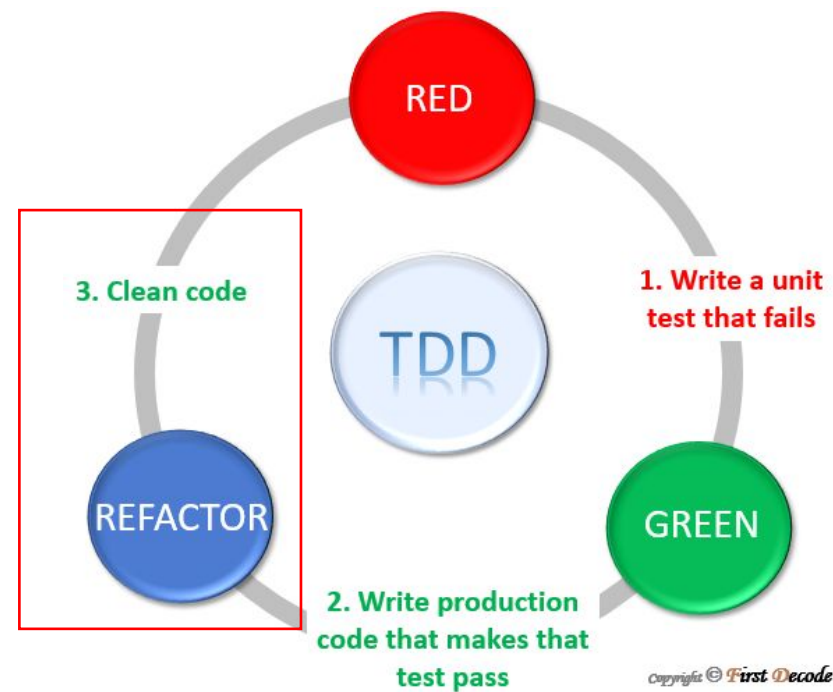 RED
3. Clean code
1. Write a unit
test that fails
TDD
REFACTOR
GREEN
2. Write production
code that makes that
test pass
Copyright © First Decode